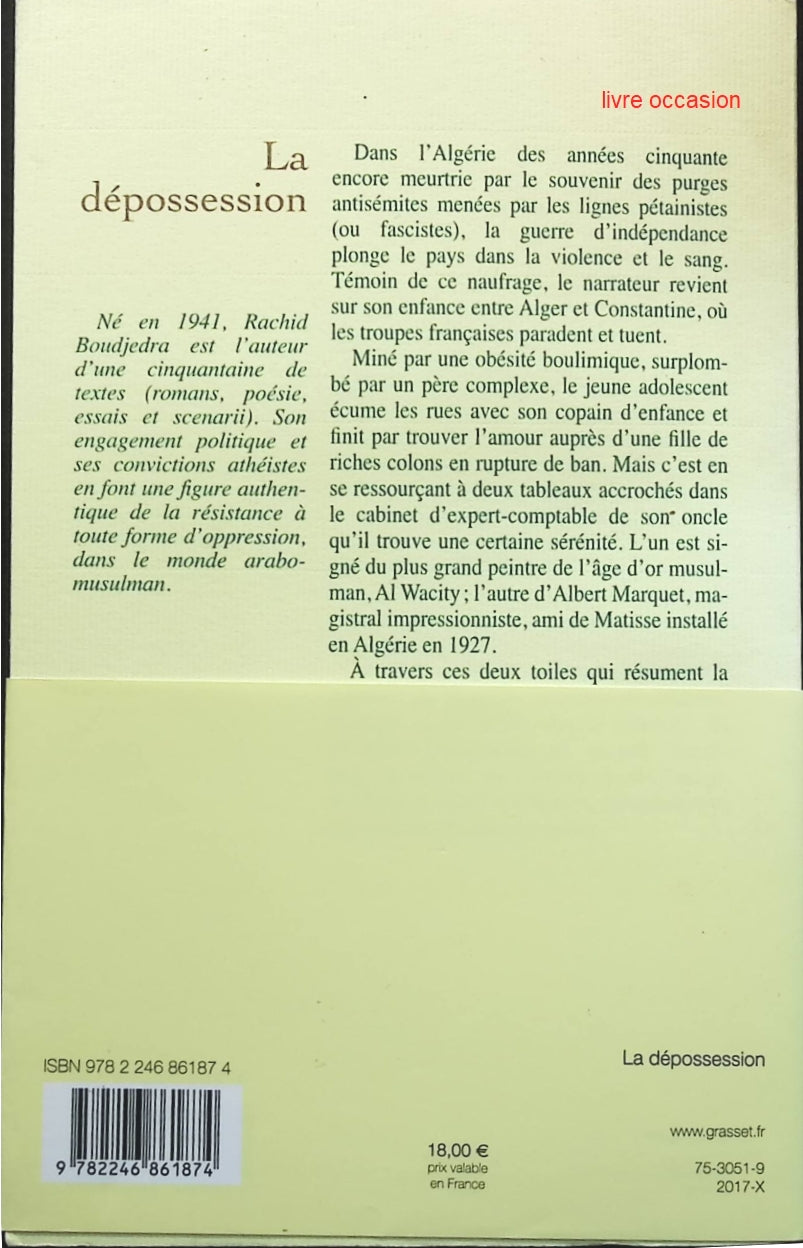 livre occasion
La
dépossession
Né en 1941, Rachid
Boudjedra est l'auteur
d'une cinquantaine de
textes (romans, poésie,
essais et scenarii). Son
engagement politique et
ses convictions athéistes
en font une figure authen-
tique de la résistance à
toute forme d'oppression,
dans le monde arabo-
musulman.
Dans l'Algérie des années cinquante
encore meurtrie par le souvenir des purges
antisémites menées par les lignes pétainistes
(ou fascistes), la guerre d'indépendance
plonge le pays dans la violence et le sang.
Témoin de ce naufrage, le narrateur revient
sur son enfance entre Alger et Constantine, où
les troupes françaises paradent et tuent.
Miné par une obésité boulimique, surplom-
bé par un père complexe, le jeune adolescent
écume les rues avec son copain d'enfance et
finit par trouver l'amour auprès d'une fille de
riches colons en rupture de ban. Mais c'est en
se ressourçant à deux tableaux accrochés dans
le cabinet d'expert-comptable de son oncle
qu'il trouve une certaine sérénité. L'un est si-
gné du plus grand peintre de l'âge d'or musul-
man, Al Wacity ; l'autre d'Albert Marquet, ma-
gistral impressionniste, ami de Matisse installé
en Algérie en 1927.
À travers ces deux toiles qui résument la
ISBN 978 2 246 86187 4
9 782246 861874
18,00 €
prix valable
en France
La dépossession
www.grasset.fr
75-3051-9
2017-X